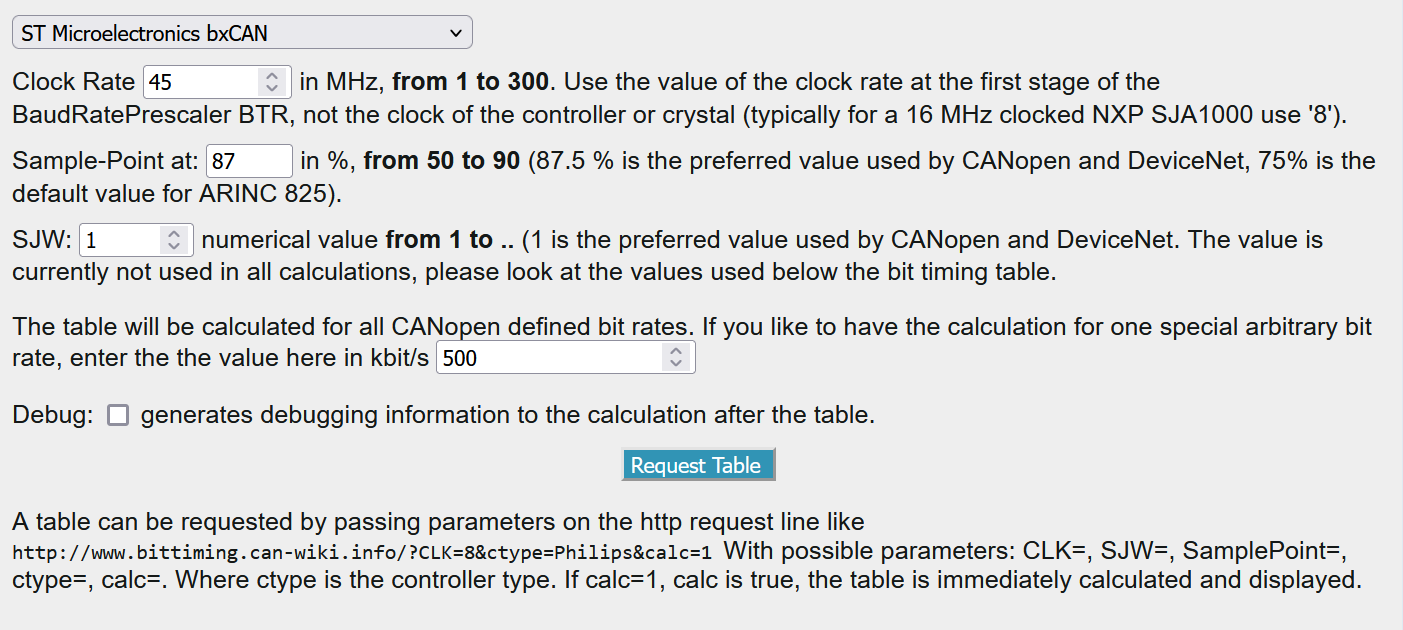 ST Microelectronics bxCAN
Clock Rate 45 in MHz, from 1 to 300. Use the value of the clock rate at the first stage of the
BaudRatePrescaler BTR, not the clock of the controller or crystal (typically for a 16 MHz clocked NXP SJA1000 use '8').
Sample-Point at: 87 in %, from 50 to 90 (87.5 % is the preferred value used by CANopen and DeviceNet, 75% is the
default value for ARINC 825).
SJW: 1 numerical value from 1 to .. (1 is the preferred value used by CANopen and DeviceNet. The value is
currently not used in all calculations, please look at the values used below the bit timing table.
The table will be calculated for all CANopen defined bit rates. If you like to have the calculation for one special arbitrary bit
rate, enter the the value here in kbit/s 500
Debug: generates debugging information to the calculation after the table.
Request Table
A table can be requested by passing parameters on the http request line like
http://www.bittiming.can-wiki.info/?CLK=8&ctype=Philips&calc=1 With possible parameters: CLK=, SJW=, SamplePoint=,
ctype=, calc=. Where ctype is the controller type. If calc=1, calc is true, the table is immediately calculated and displayed.